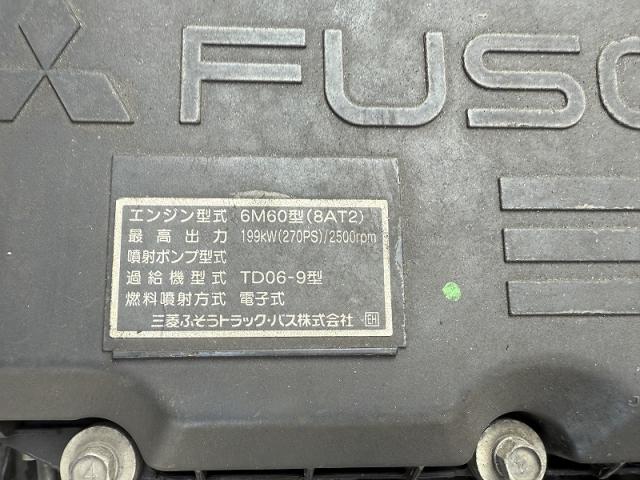 FUSO
エンジン型式 6M60型(8AT2)
最高出力 199kW(270PS)/2500rpm
噴射ポンプ型式
過給機型式 TD06-9型
燃料噴射方式 電子式
三菱ふそうトラック・バス株式会社 EH
4